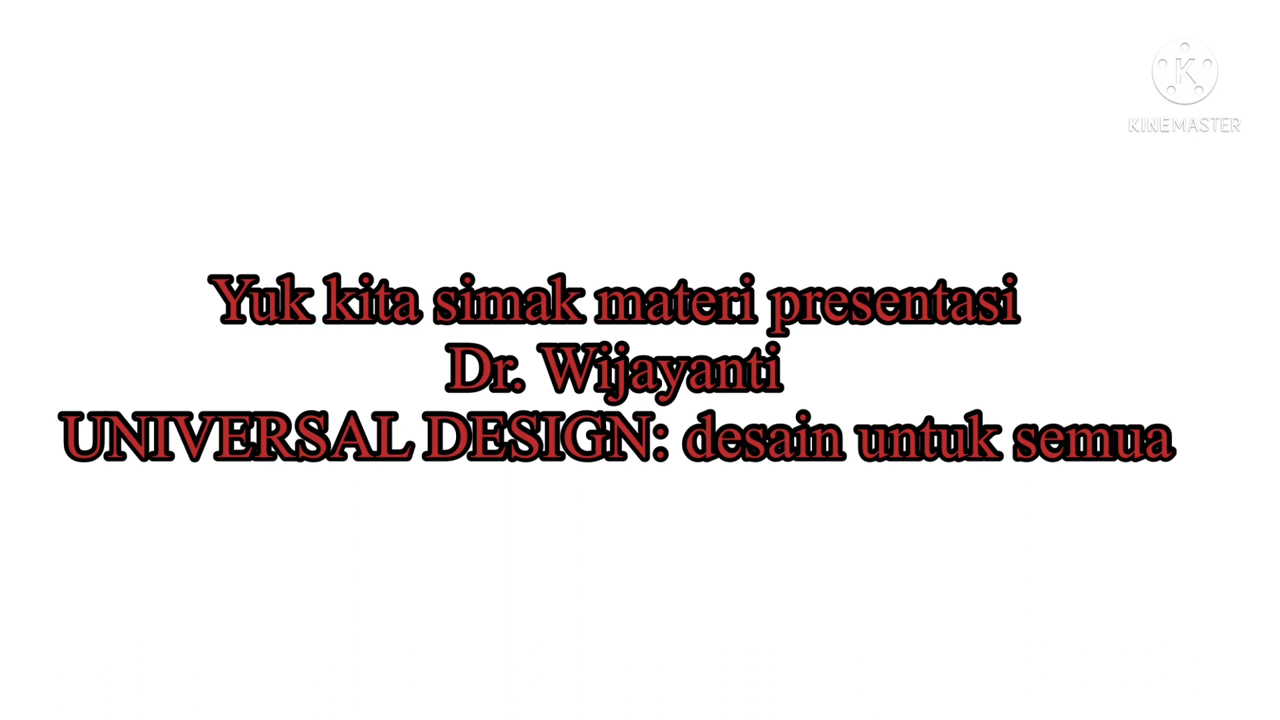 K
KINEMASTER
Yuk kita simak materi presentasi
Dr. Wijayanti
UNIVERSAL DESIGN: desain untuk semua